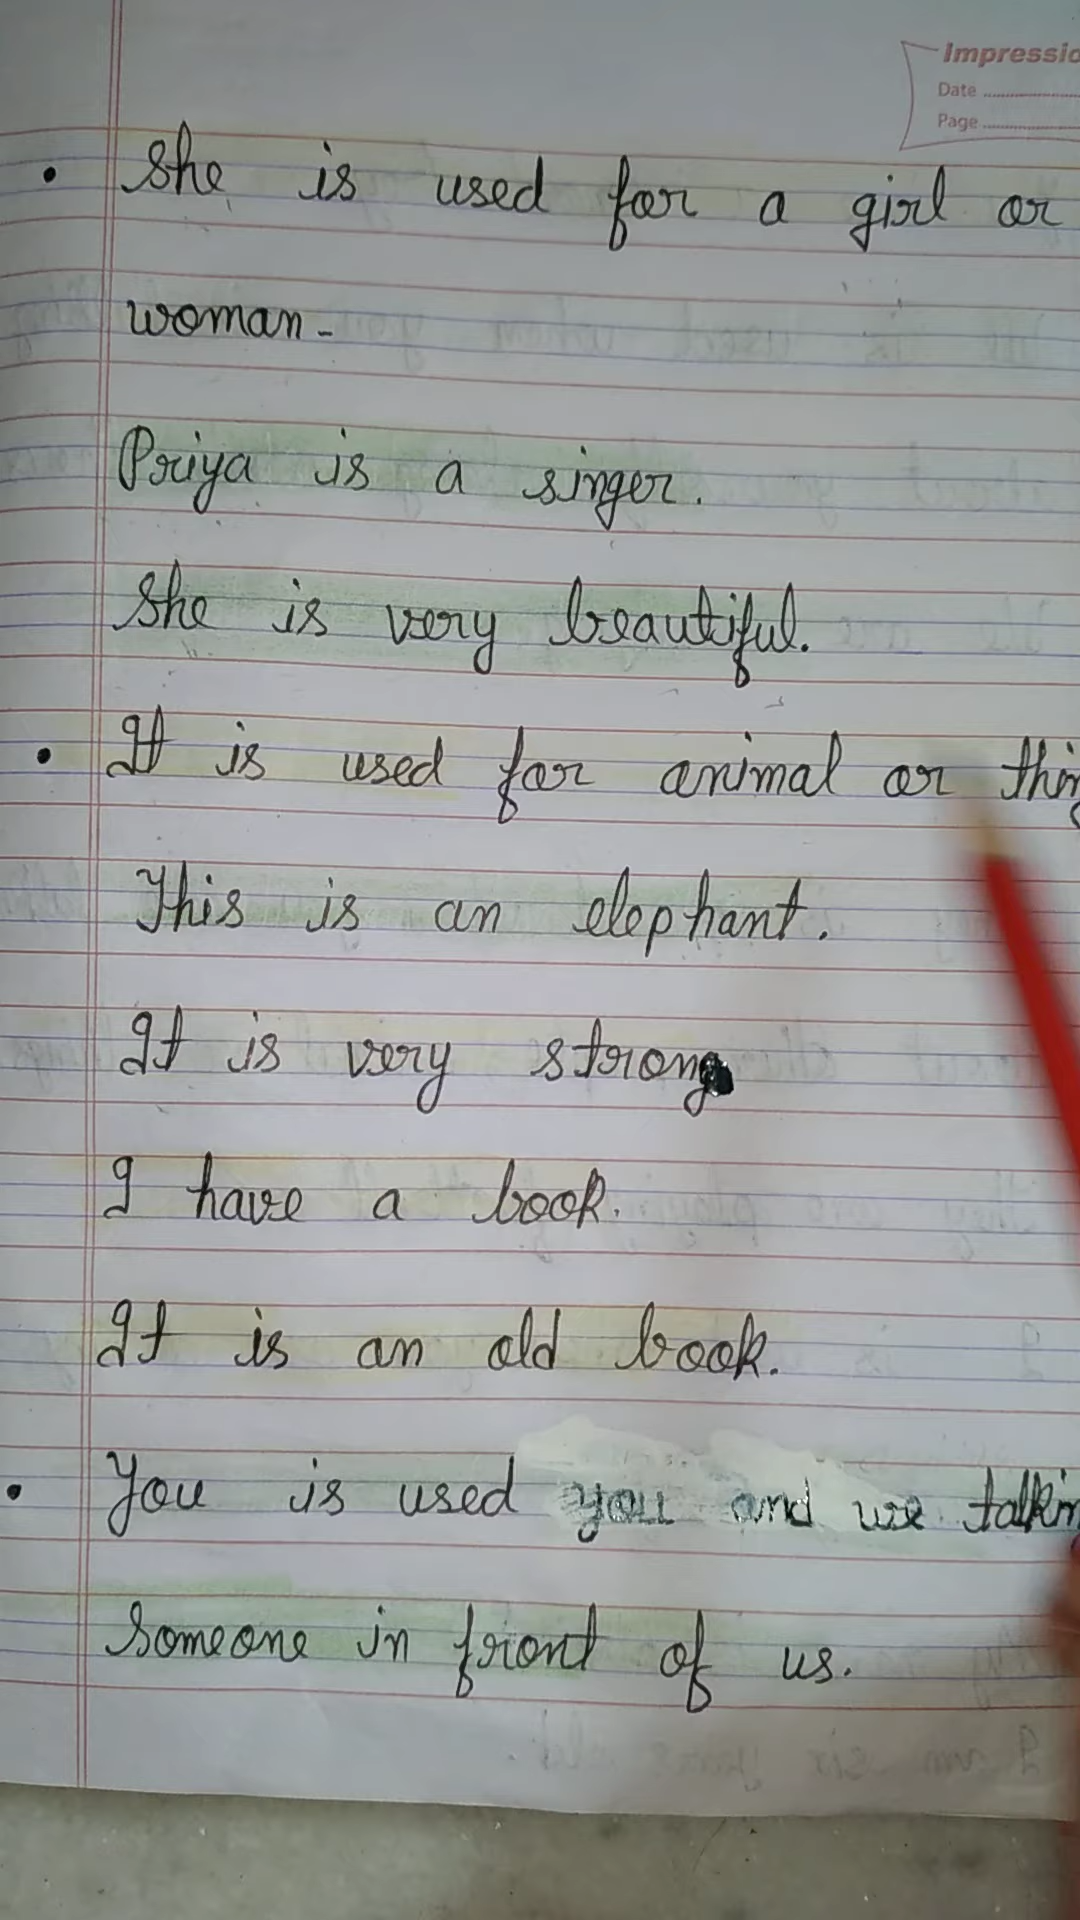 Impressio
Date
Page
• She is used for a girl or
woman-
Priya is a singer.
She is very beautiful.
• It is used for animal or thing
This is an elephant.
It is very strong
I have a book.
It is an old book.
• You is used you and we talkin
Someone in front of us.